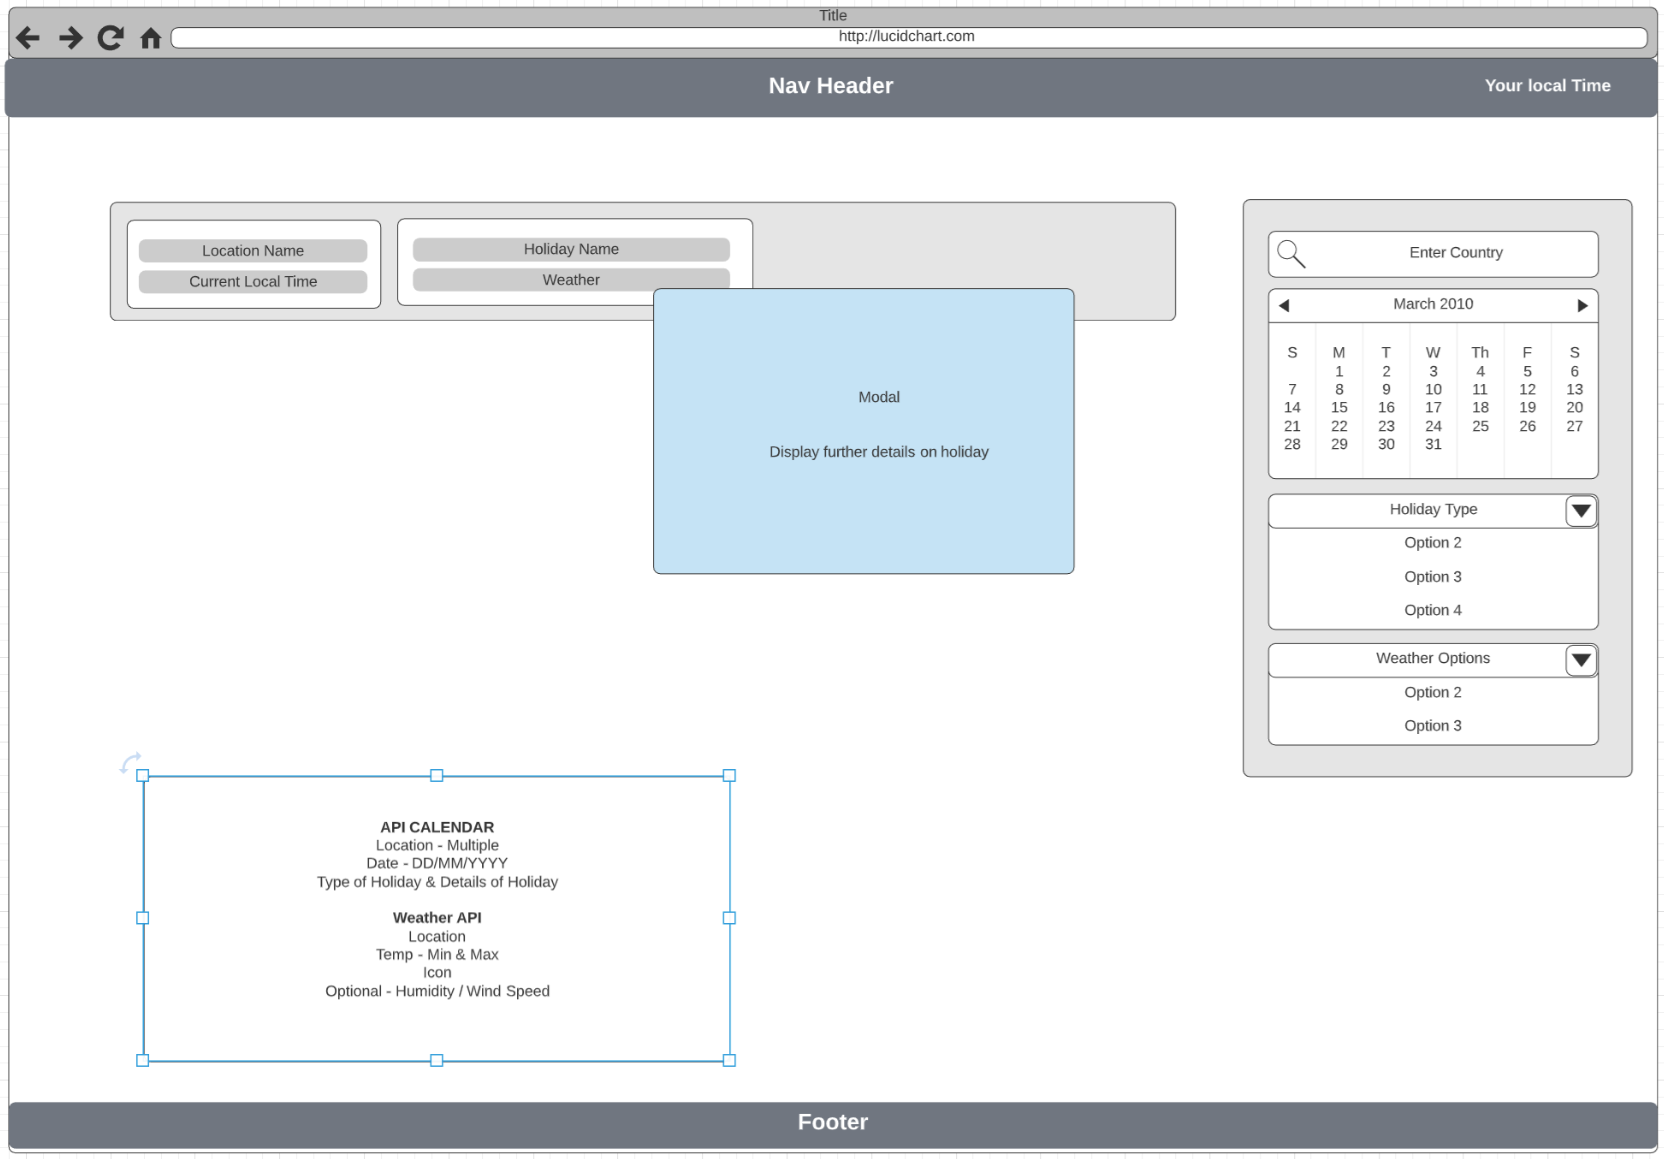 Title
http://lucidchart.com
Nav Header
Your local Time
Location Name
Current Local Time
Holiday Name
Weather
Modal
Display further details on holiday
Enter Country
March 2010
S M T W Th F S
1 2 3 4 5 6
7 8 9 10 11 12 13
14 15 16 17 18 19 20
21 22 23 24 25 26 27
28 29 30 31
Holiday Type
Option 2
Option 3
Option 4
Weather Options
Option 2
Option 3
API CALENDAR
Location - Multiple
Date - DD/MM/YYYY
Type of Holiday & Details of Holiday
Weather API
Location
Temp - Min & Max
Icon
Optional - Humidity / Wind Speed
Footer